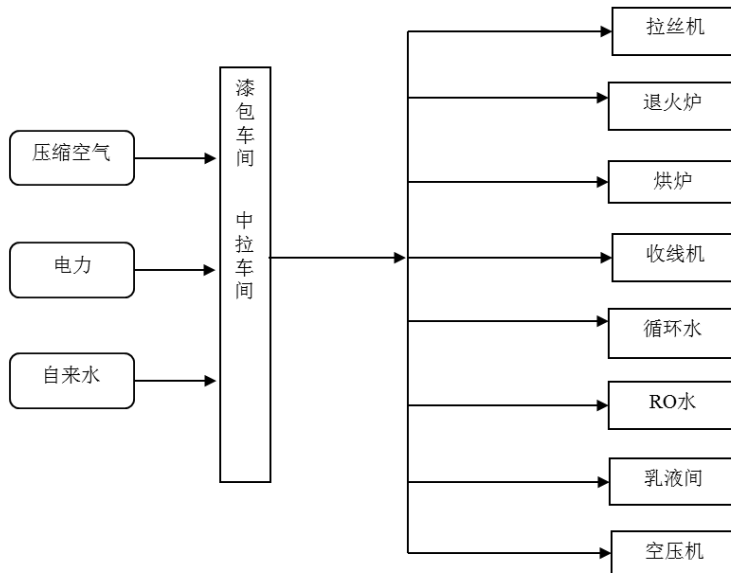 压缩空气
电力
自来水
漆包车间
中拉车间
拉丝机
退火炉
烘炉
收线机
循环水
RO水
乳液间
空压机